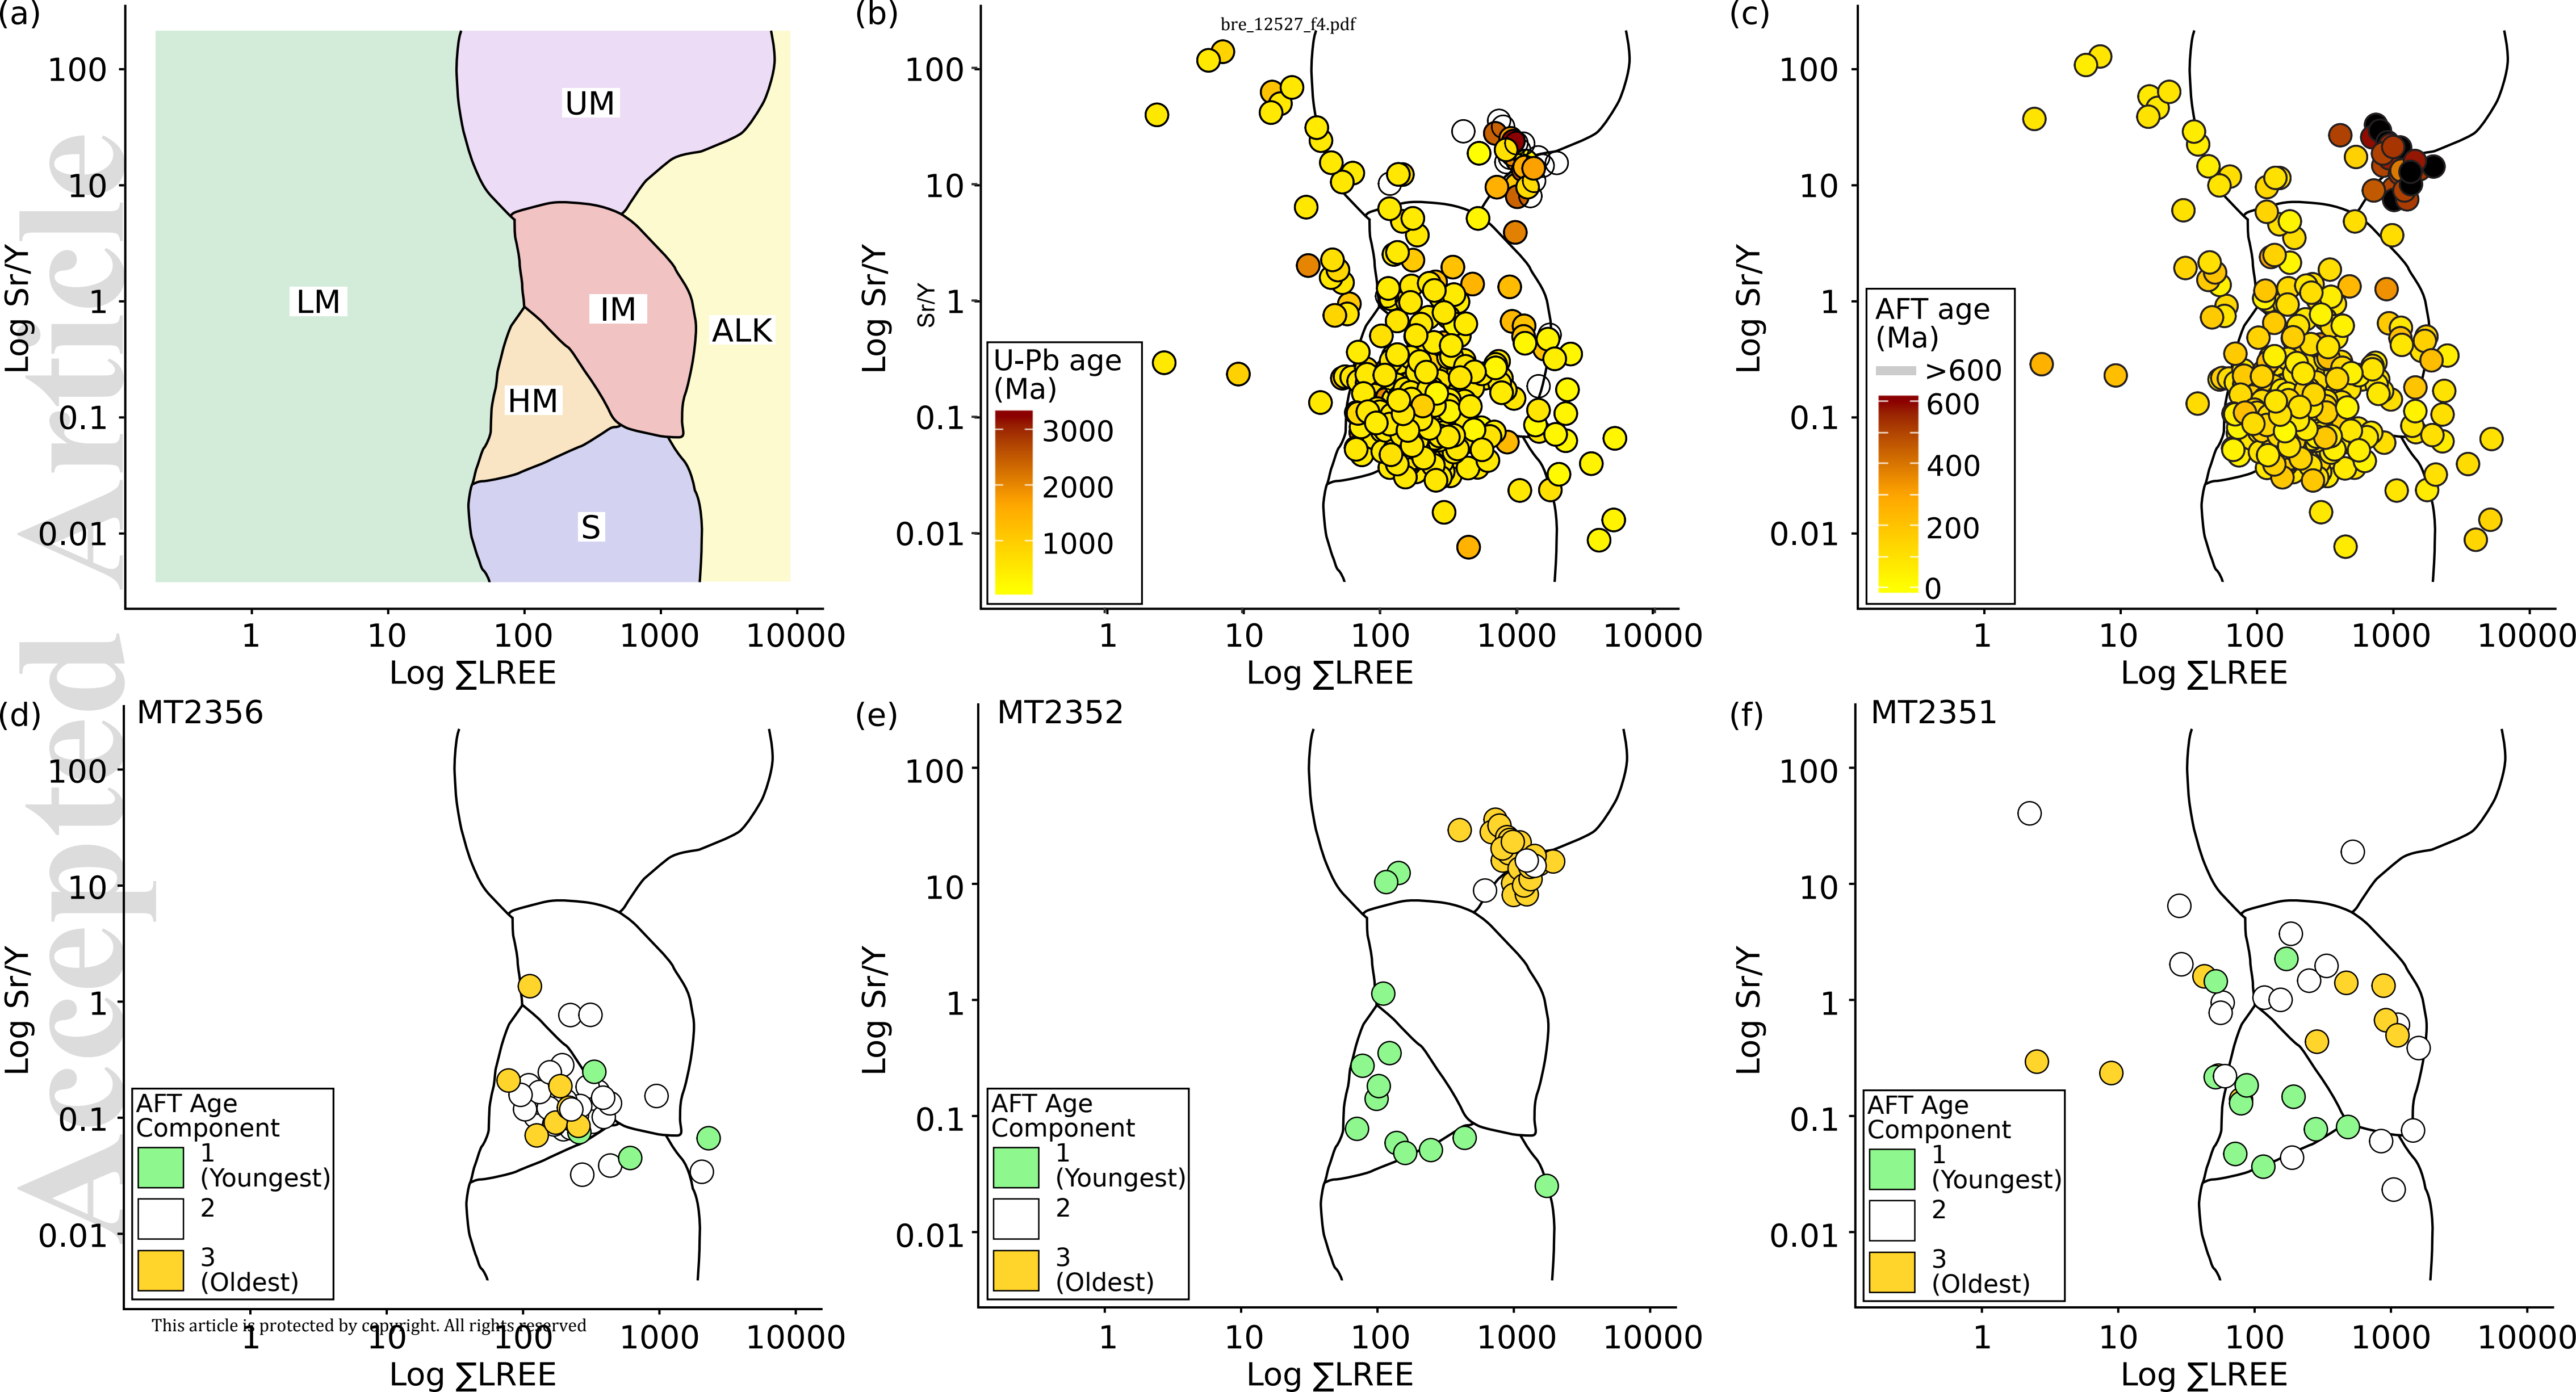 Accepted Article
bre_12527_f4.pdf
(a)
100
10
1
0.1
0.01
Log Sr/Y
UM
LM
IM
ALK
HM
S
1 10 100 1000 10000
Log ∑LREE
(b)
100
10
1
0.1
0.01
Log Sr/Y
Sr/Y
U-Pb age
(Ma)
3000
2000
1000
1 10 100 1000 10000
Log ∑LREE
(c)
100
10
1
0.1
0.01
Log Sr/Y
AFT age
(Ma)
>600
600
400
200
0
1 10 100 1000 10000
Log ∑LREE
(d)
MT2356
100
10
1
0.1
0.01
Log Sr/Y
AFT Age
Component
1
(Youngest)
2
3
(Oldest)
1 10 100 1000 10000
Log ∑LREE
(e)
MT2352
100
10
1
0.1
0.01
Log Sr/Y
AFT Age
Component
1
(Youngest)
2
3
(Oldest)
1 10 100 1000 10000
Log ∑LREE
(f)
MT2351
100
10
1
0.1
0.01
Log Sr/Y
AFT Age
Component
1
(Youngest)
2
3
(Oldest)
1 10 100 1000 10000
Log ∑LREE
This article is protected by copyright. All rights reserved